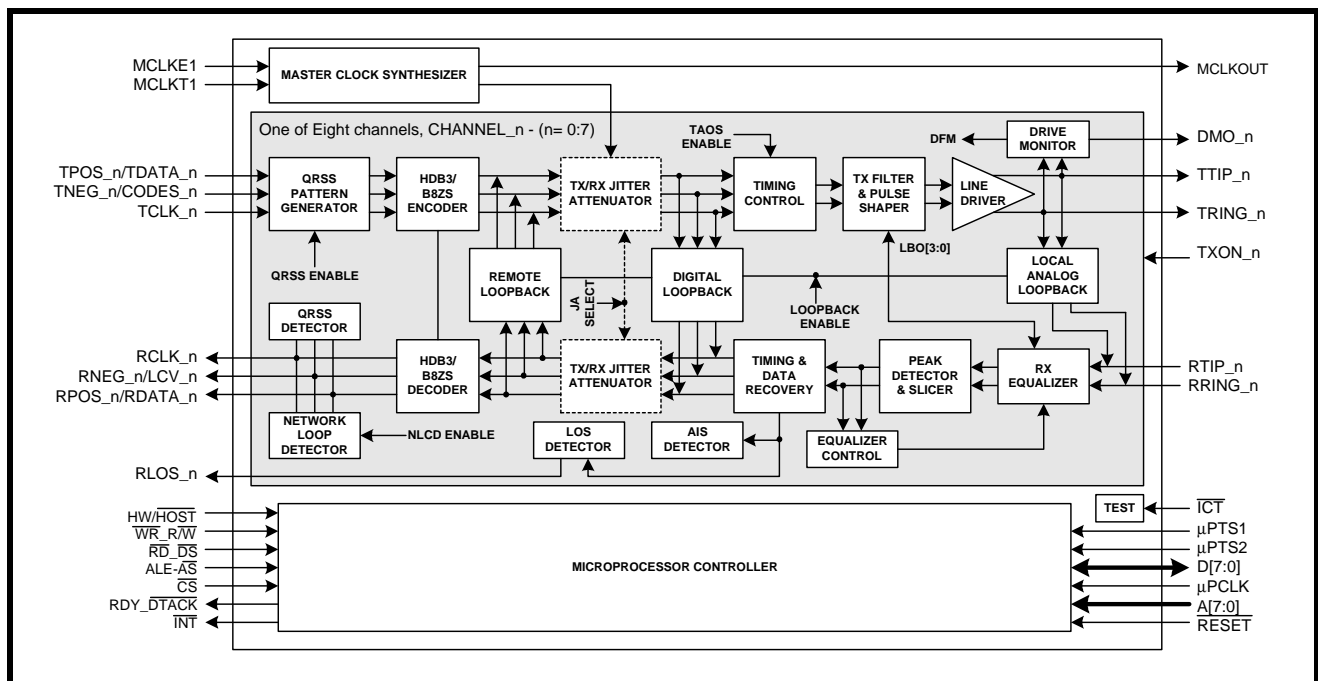 MCLKE1
MCLKT1
MASTER CLOCK SYNTHESIZER
MCLKOUT
One of Eight channels, CHANNEL_n - (n= 0:7)
TAOS
ENABLE
DFM
DRIVE
MONITOR
DMO_n
TPOS_n/TDATA_n
TNEG_n/CODES_n
TCLK_n
QRSS
PATTERN
GENERATOR
HDB3/
B8ZS
ENCODER
TX/RX JITTER
ATTENUATOR
TIMING
CONTROL
TX FILTER
& PULSE
SHAPER
LINE
DRIVER
TTIP_n
TRING_n
TXON_n
QRSS ENABLE
REMOTE
LOOPBACK
JA
SELECT
DIGITAL
LOOPBACK
LOOPBACK
ENABLE
LBO[3:0]
LOCAL
ANALOG
LOOPBACK
QRSS
DETECTOR
RCLK_n
RNEG_n/LCV_n
RPOS_n/RDATA_n
HDB3/
B8ZS
DECODER
TX/RX JITTER
ATTENUATOR
TIMING &
DATA
RECOVERY
PEAK
DETECTOR
& SLICER
RX
EQUALIZER
RTIP_n
RRING_n
NETWORK
LOOP
DETECTOR
NLCD ENABLE
LOS
DETECTOR
AIS
DETECTOR
EQUALIZER
CONTROL
RLOS_n
TEST
ICT
HW/HOST
WR_R/W
RD_DS
ALE-AS
CS
RDY_DTACK
INT
MICROPROCESSOR CONTROLLER
µPTS1
µPTS2
D[7:0]
µPCLK
A[7:0]
RESET